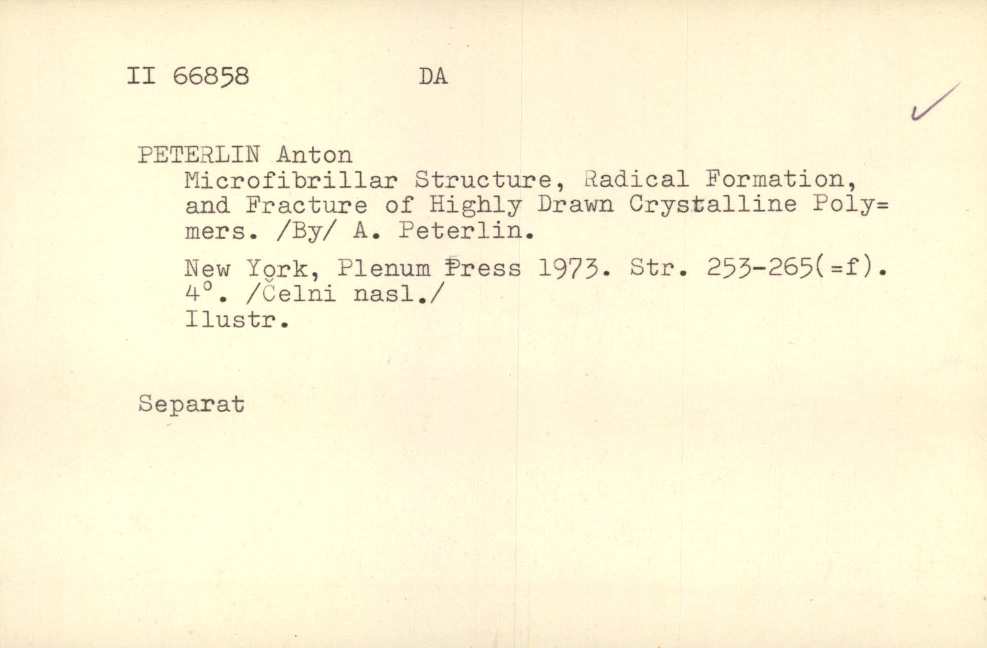 II 66858 DA
PETERLIN Anton
Microfibrillar Structure, Radical Formation,
and Fracture of Highly Drawn Crystalline Poly=
mers. /By/ A. Peterlin.
New York, Plenum Press 1973. Str. 253-265(=f).
4°. /Čelni nasl./
Ilustr.
Separat